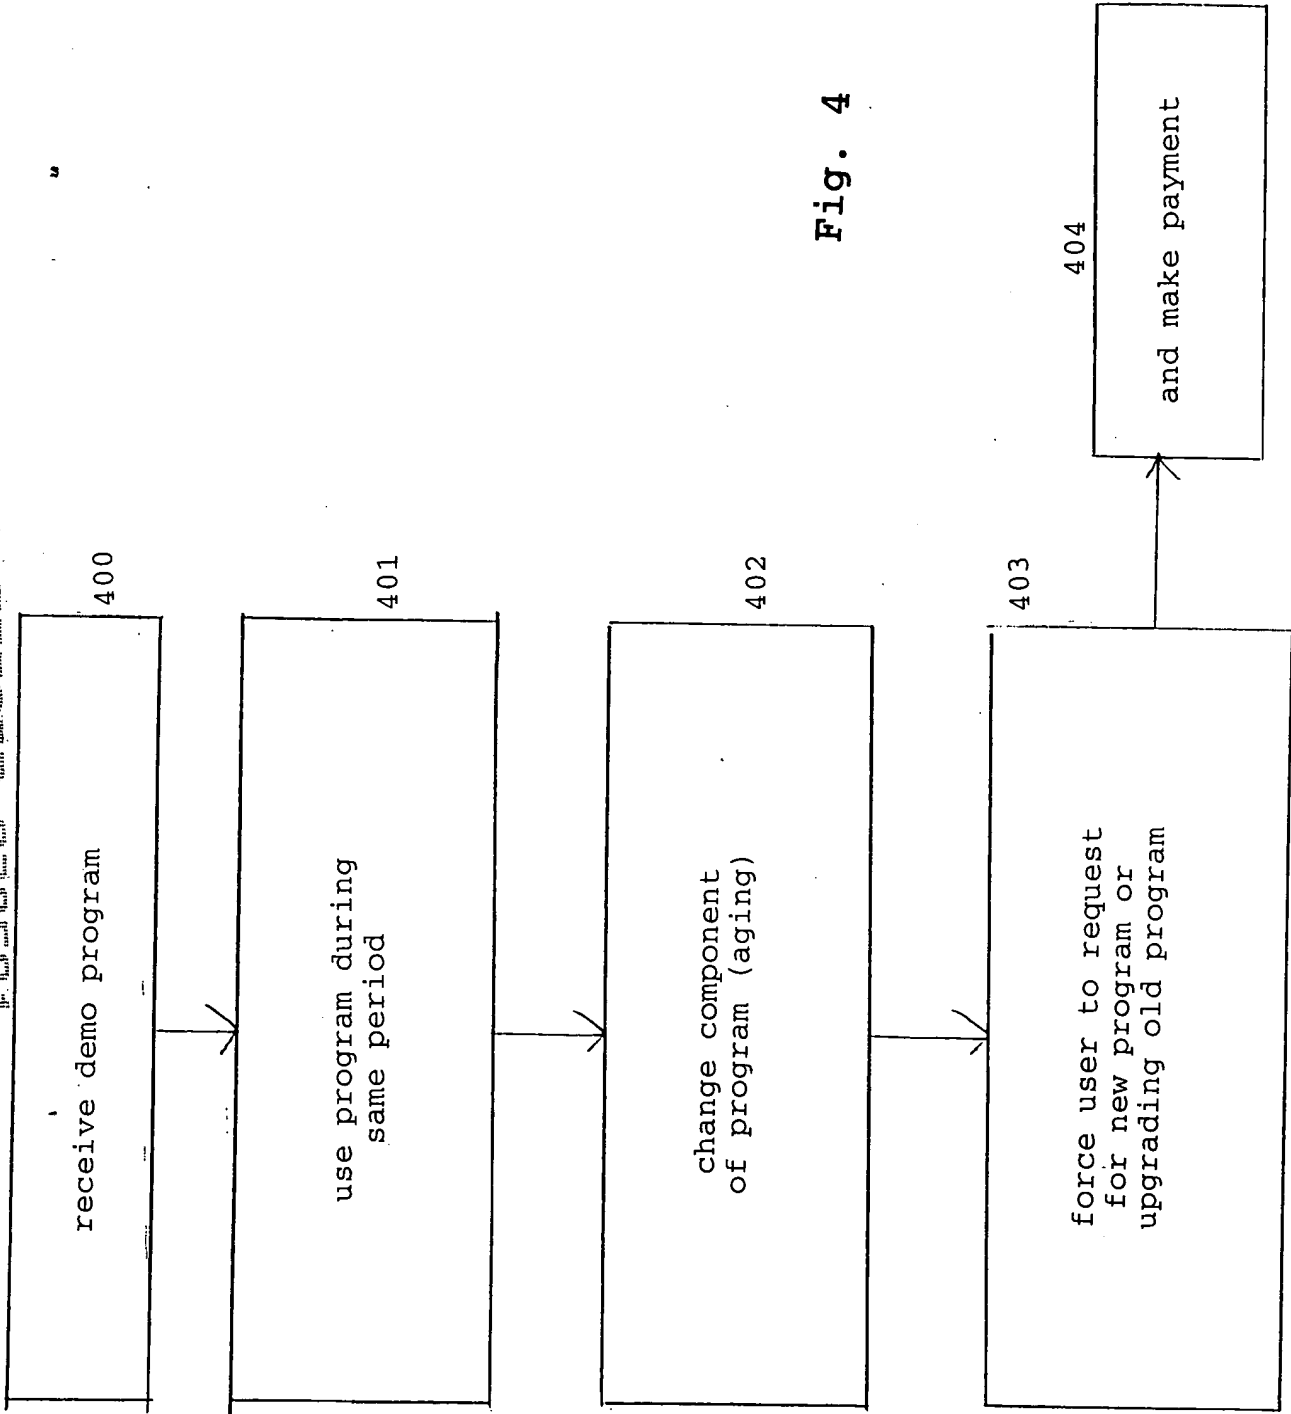 receive demo program
400
use program during
same period
401
change component
of program (aging)
402
force user to request
for new program or
upgrading old program
403
and make payment
404
Fig. 4